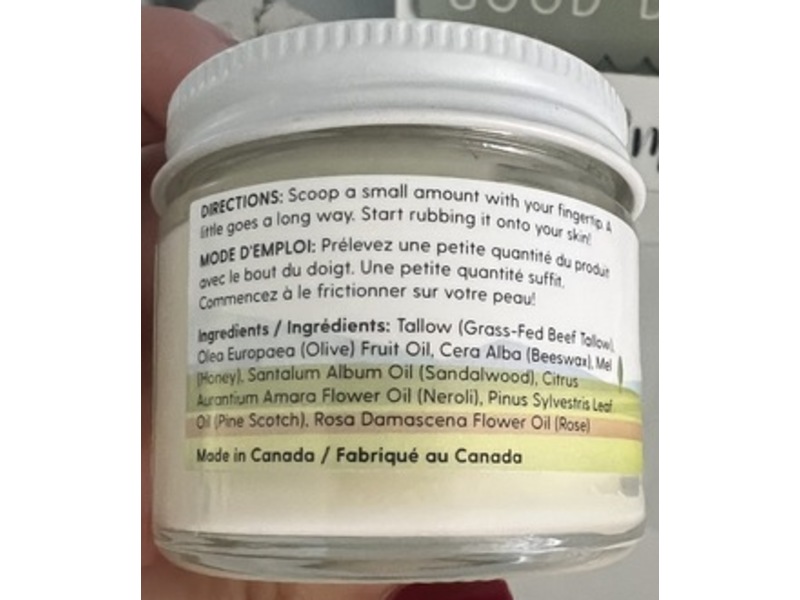 GOOD D
DIRECTIONS: Scoop a small amount with your fingertip. A
little goes a long way. Start rubbing it onto your skin!
MODE D'EMPLOI: Prélevez une petite quantité du produit
avec le bout du doigt. Une petite quantité suffit.
Commencez à le frictionner sur votre peau!
Ingredients / Ingrédients: Tallow (Grass-Fed Beef Tallow),
Olea Europaea (Olive) Fruit Oil, Cera Alba (Beeswax), Mel
(Honey), Santalum Album Oil (Sandalwood), Citrus
Aurantium Amara Flower Oil (Neroli), Pinus Sylvestris Leaf
Oil (Pine Scotch), Rosa Damascena Flower Oil (Rose)
Made in Canada / Fabriqué au Canada